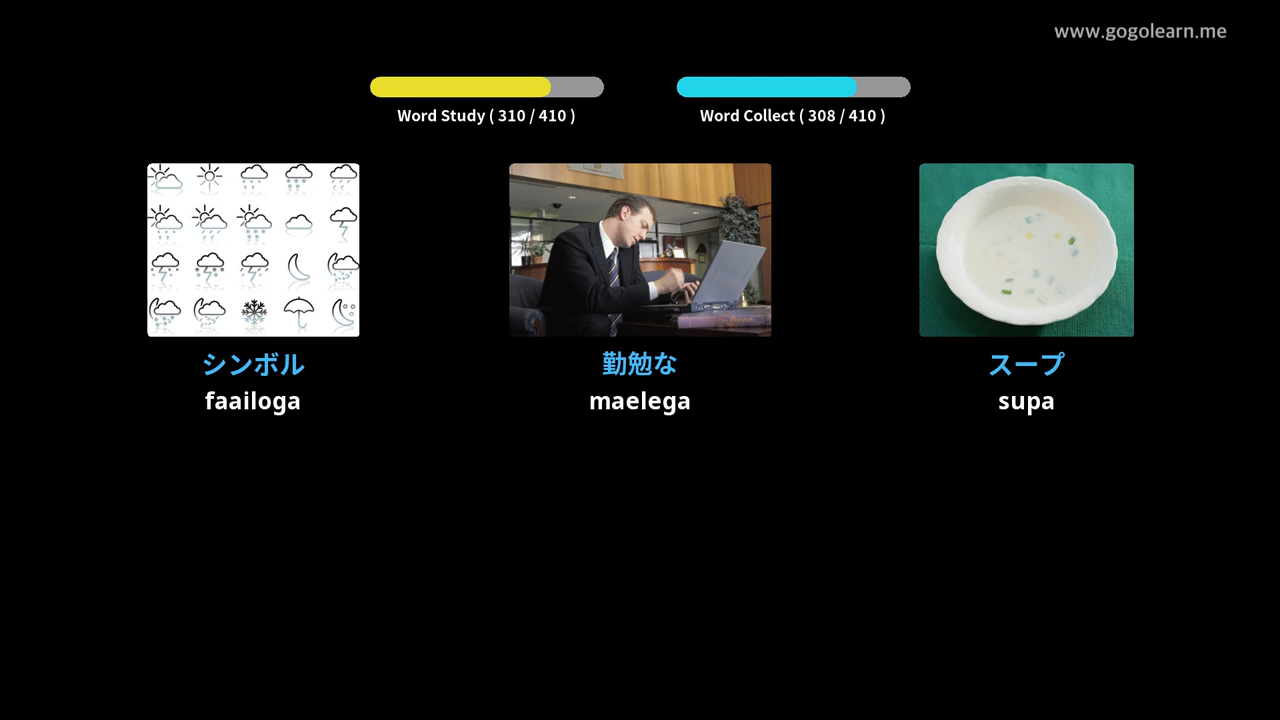 www.gogolearn.me
Word Study ( 310 / 410 )
Word Collect ( 308 / 410 )
シンボル
faailoga
勤勉な
maelega
スープ
supa